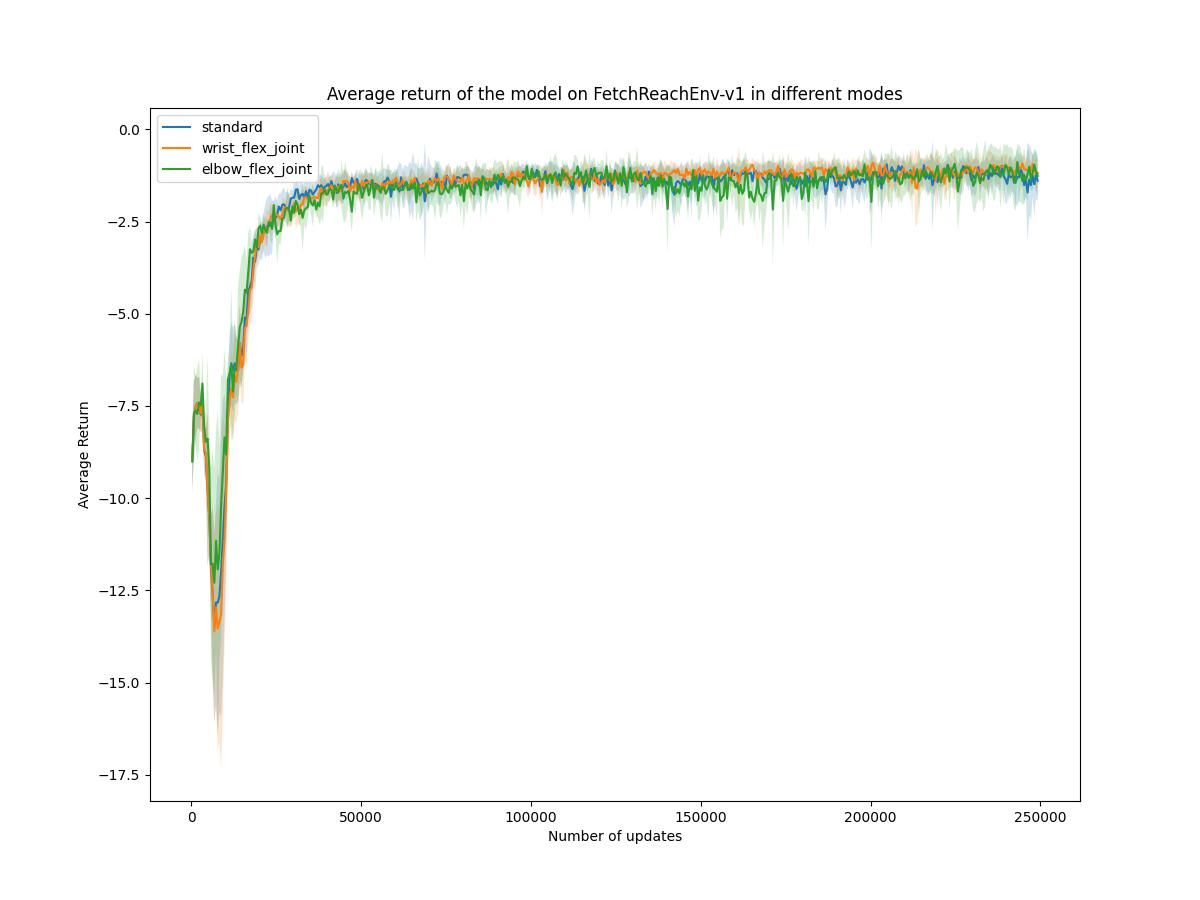 Average return of the model on FetchReachEnv-v1 in different modes
standard
wrist_flex_joint
elbow_flex_joint
0.0
−2.5
−5.0
−7.5
−10.0
−12.5
−15.0
−17.5
Average Return
0 50000 100000 150000 200000 250000
Number of updates